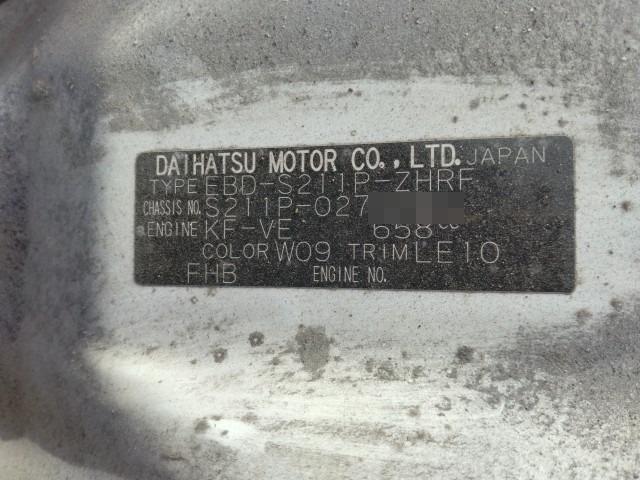 DAIHATSU MOTOR CO., LTD. JAPAN
TYPE EBD-S211P-ZHRF
CHASSIS NO. S211P-027
ENGINE KF-VE 658cc
COLOR W09 TRIM LE10
FHB ENGINE NO.